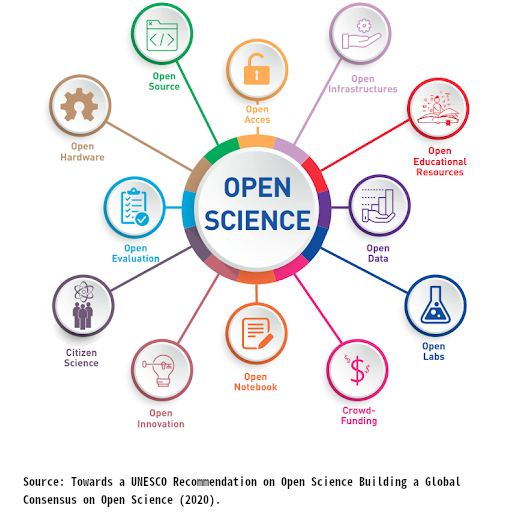 Open
Source
Open
Acces
Open
Infrastructures
Open
Hardware
Open
Educational
Resources
OPEN
SCIENCE
Open
Evaluation
Open
Data
Citizen
Science
Open
Labs
Open
Innovation
Open
Notebook
Crowd-
Funding
Source: Towards a UNESCO Recommendation on Open Science Building a Global
Consensus on Open Science (2020).